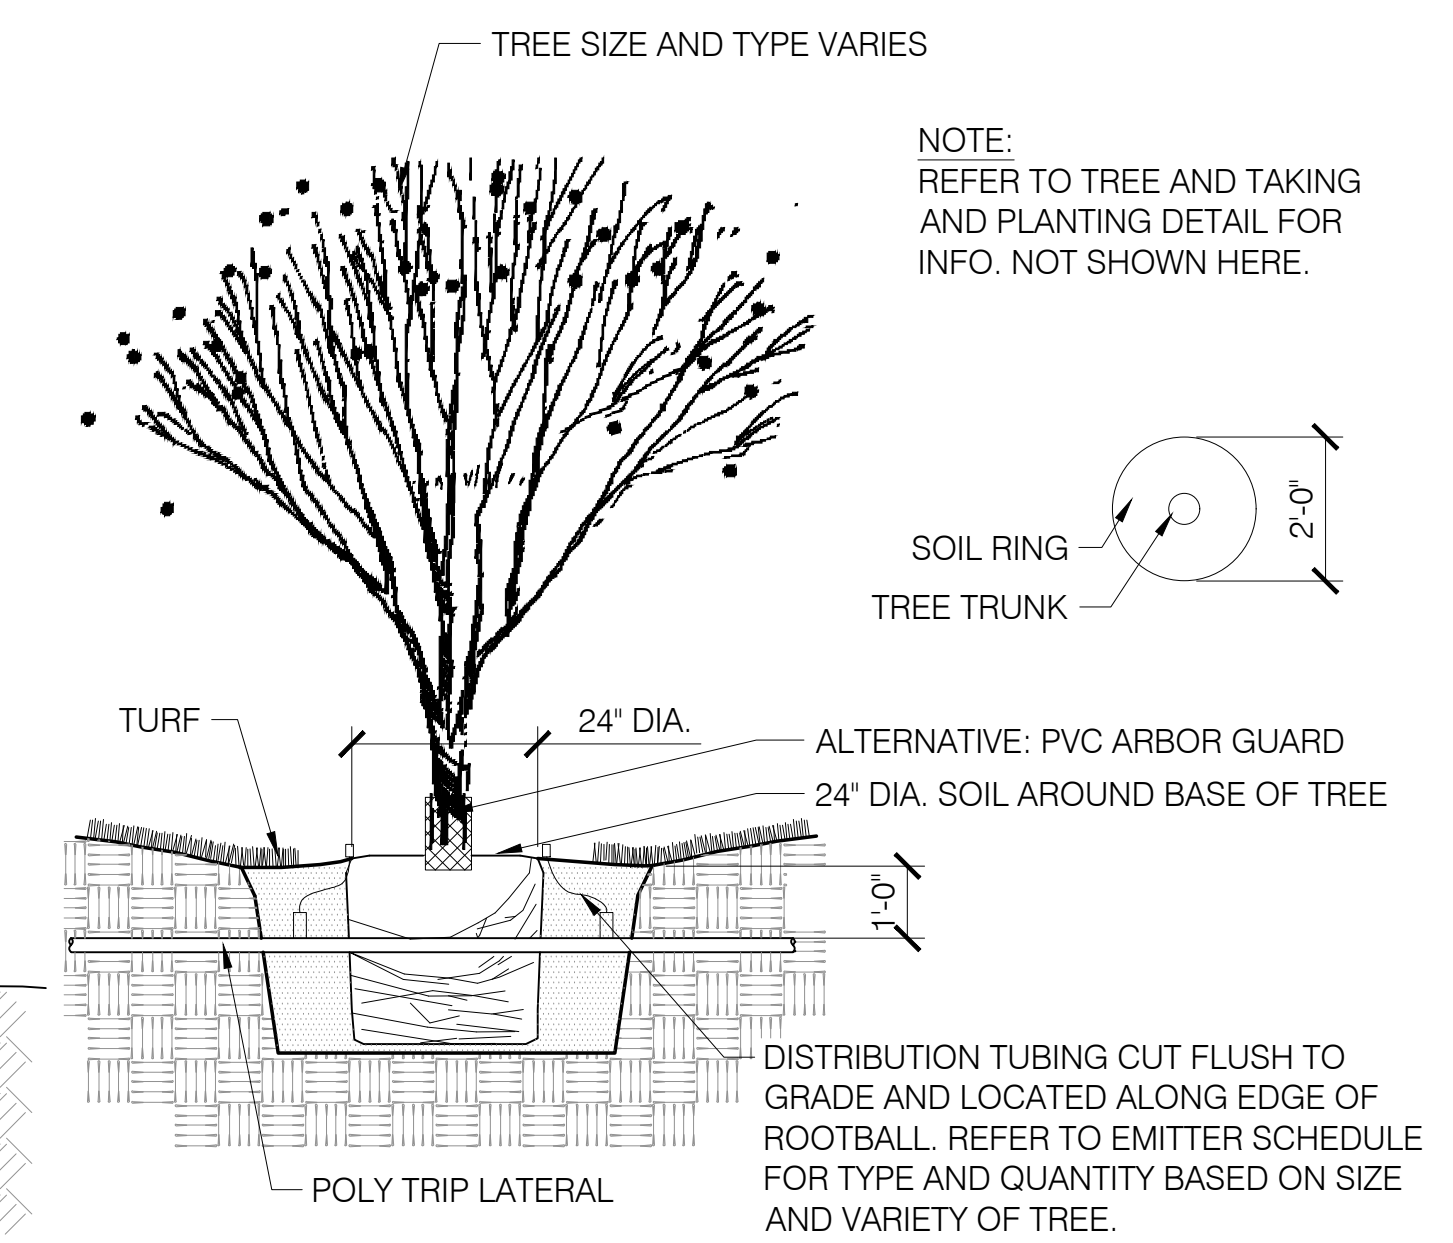 TREE SIZE AND TYPE VARIES
NOTE:
REFER TO TREE AND TAKING
AND PLANTING DETAIL FOR
INFO. NOT SHOWN HERE.
2'-0"
SOIL RING
TREE TRUNK
TURF
24" DIA.
ALTERNATIVE: PVC ARBOR GUARD
24" DIA. SOIL AROUND BASE OF TREE
1'-0"
DISTRIBUTION TUBING CUT FLUSH TO
GRADE AND LOCATED ALONG EDGE OF
ROOTBALL. REFER TO EMITTER SCHEDULE
FOR TYPE AND QUANTITY BASED ON SIZE
AND VARIETY OF TREE.
POLY TRIP LATERAL